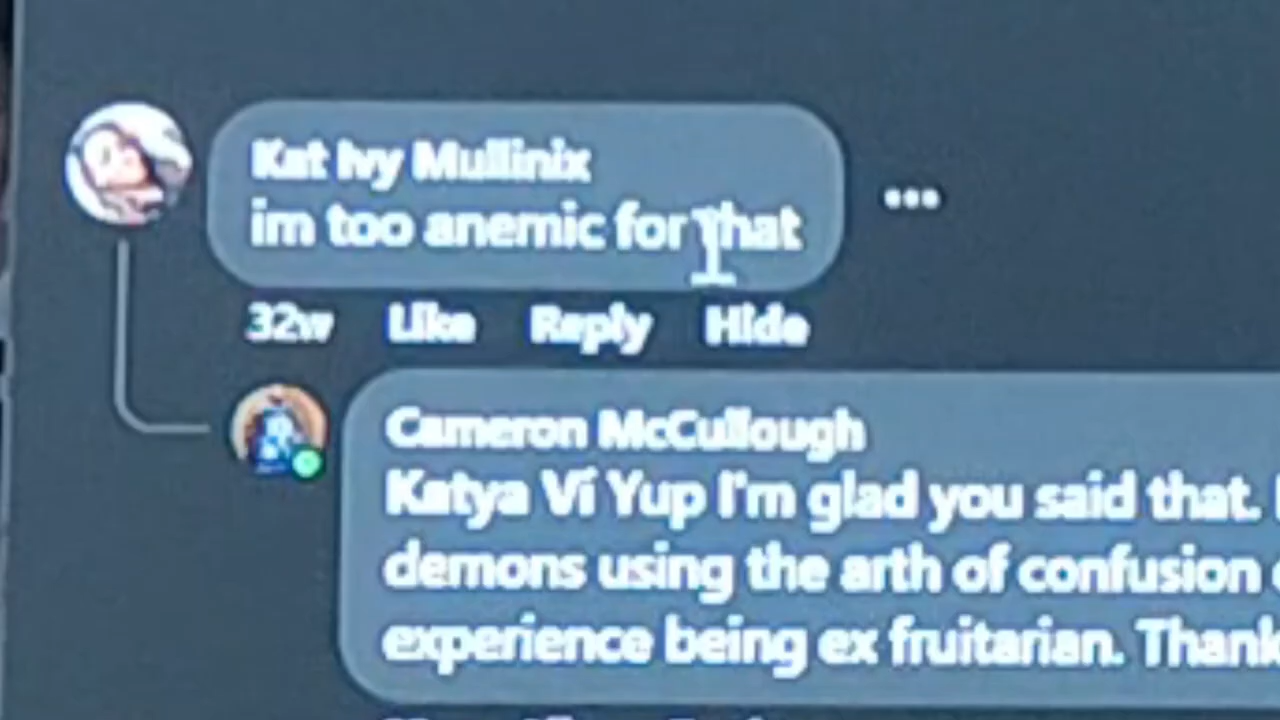 Kat Ivy Mullinix
im too anemic for that
32w Like Reply Hide
Cameron McCullough
Katya Vi Yup I'm glad you said that.
demons using the arth of confusion
experience being ex fruitarian. Thank